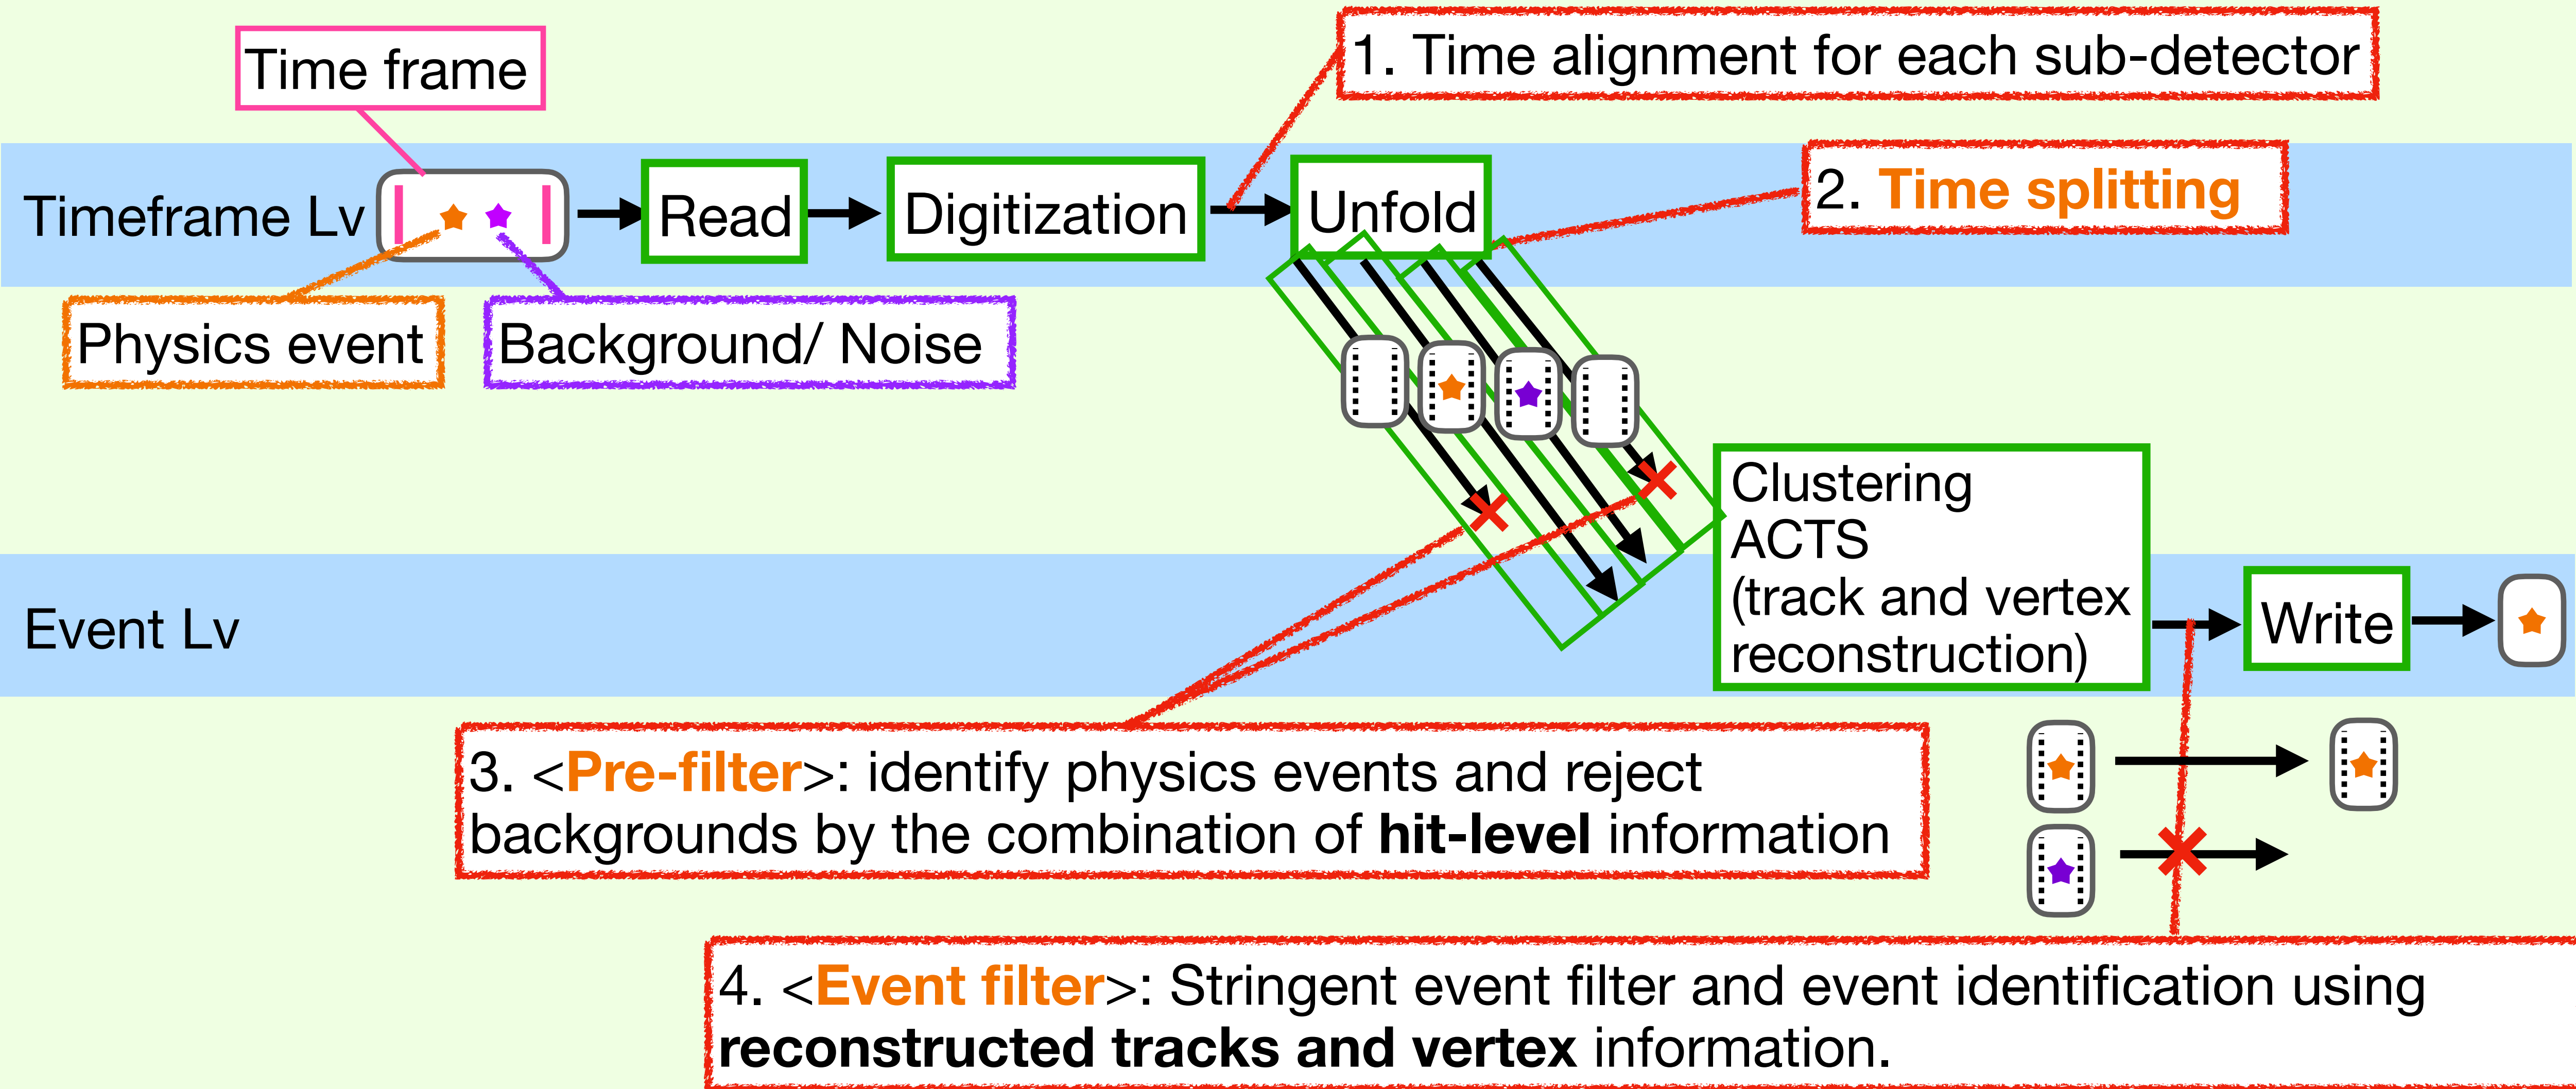 Time frame
1. Time alignment for each sub-detector
Timeframe Lv
Read
Digitization
Unfold
2. Time splitting
Physics event
Background/ Noise
Clustering
ACTS
(track and vertex
reconstruction)
Event Lv
Write
3. <Pre-filter>: identify physics events and reject
backgrounds by the combination of hit-level information
4. <Event filter>: Stringent event filter and event identification using
reconstructed tracks and vertex information.